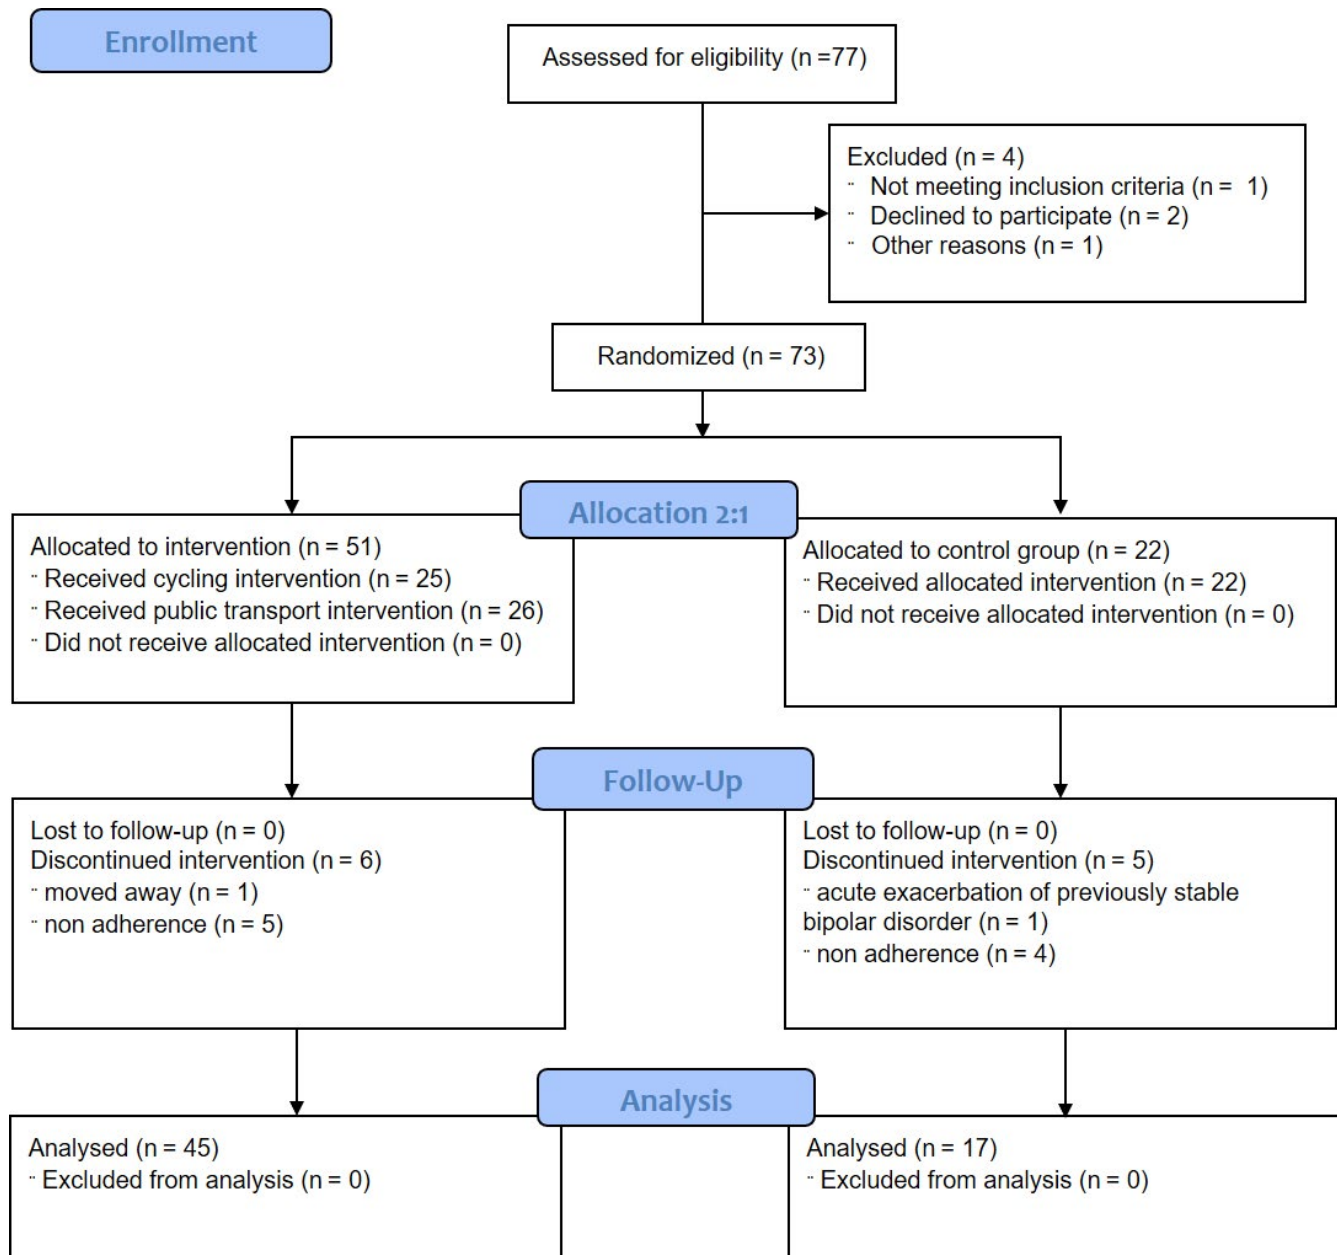 Enrollment
Assessed for eligibility (n =77)
Excluded (n = 4)
¨ Not meeting inclusion criteria (n =  1)
¨ Declined to participate (n = 2)
¨ Other reasons (n = 1)
Randomized (n = 73)
Allocation 2:1
Allocated to intervention (n = 51)
¨ Received cycling intervention (n = 25)
¨ Received public transport intervention (n = 26)
¨ Did not receive allocated intervention (n = 0)
Allocated to control group (n = 22)
¨ Received allocated intervention (n = 22)
¨ Did not receive allocated intervention (n = 0)
Follow-Up
Lost to follow-up (n = 0)
Discontinued intervention (n = 6)
¨ moved away (n = 1)
¨ non adherence (n = 5)
Lost to follow-up (n = 0)
Discontinued intervention (n = 5)
¨ acute exacerbation of previously stable
bipolar disorder (n = 1)
¨ non adherence (n = 4)
Analysis
Analysed (n = 45)
¨ Excluded from analysis (n = 0)
Analysed (n = 17)
¨ Excluded from analysis (n = 0)